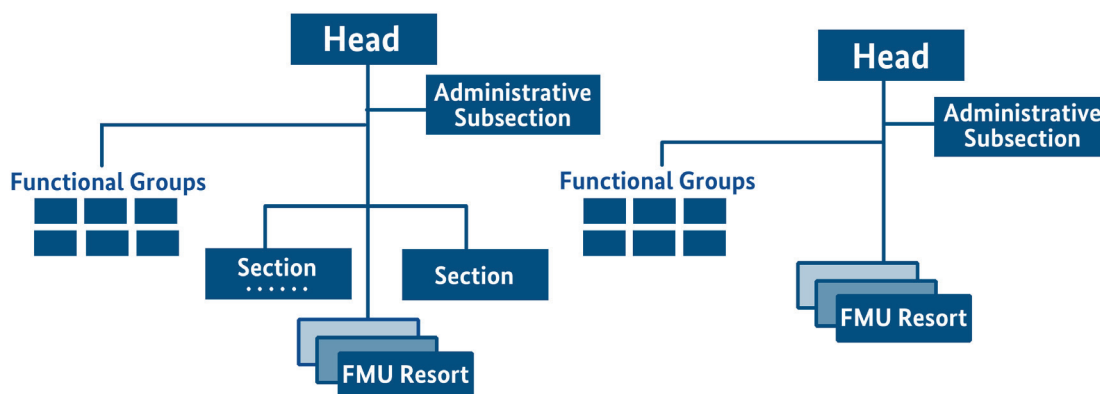 Head
Administrative
Subsection
Functional Groups
Section
Section
FMU Resort
Head
Administrative
Subsection
Functional Groups
FMU Resort